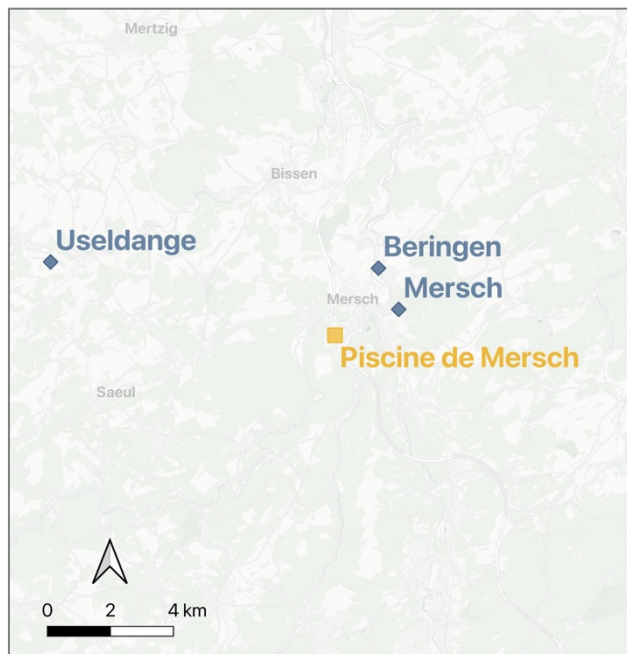 Mertzig
Bissen
Useldange
Beringen
Mersch
Mersch
Piscine de Mersch
Saeul
0 2 4 km